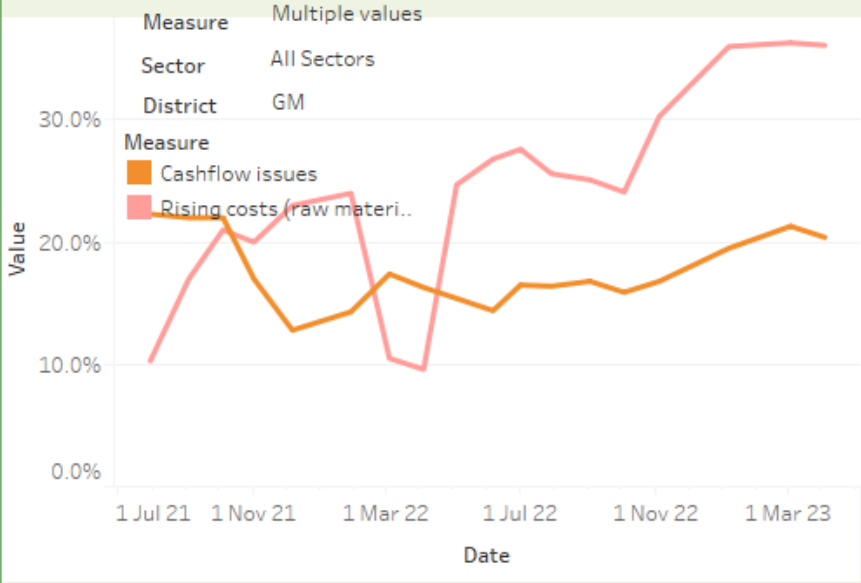 Measure Multiple values
Sector All Sectors
District GM
Measure
Cashflow issues
Rising costs (raw materi..
30.0%
20.0%
10.0%
0.0%
Value
1 Jul 21 1 Nov 21 1 Mar 22 1 Jul 22 1 Nov 22 1 Mar 23
Date